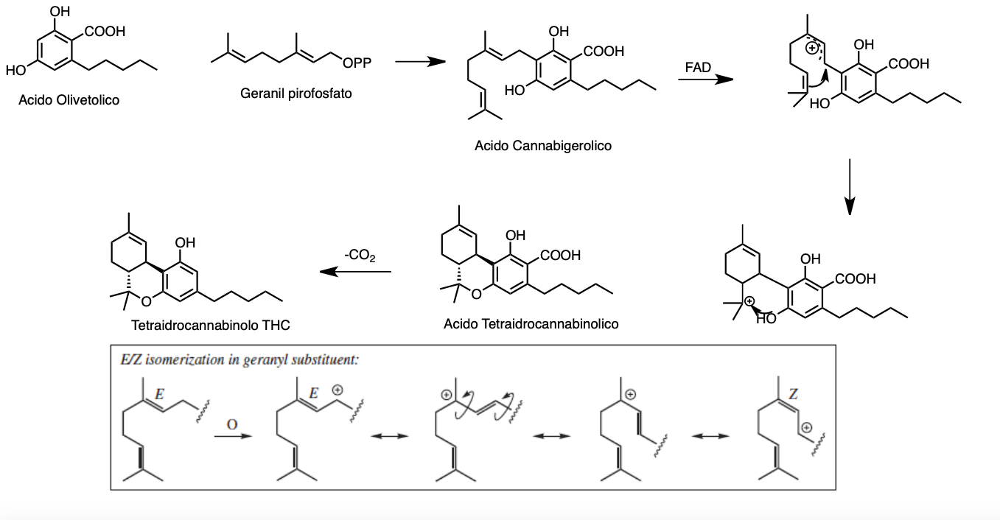 OH
COOH
HO
Acido Olivetolico
OPP
Geranil pirofosfato
OH
COOH
HO
Acido Cannabigerolico
FAD
⊕
OH
COOH
HO
OH
Tetraidrocannabinolo THC
O
-CO2
OH
COOH
O
Acido Tetraidrocannabinolico
OH
COOH
⊕
HO
E/Z isomerization in geranyl substituent:
E
O
E ⊕
⊕
⊕
Z
⊕